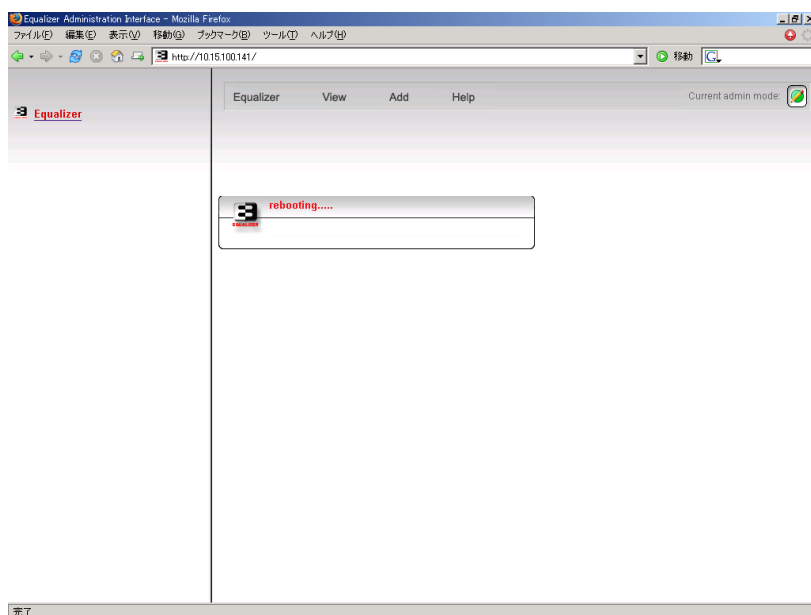 Equalizer Administration Interface - Mozilla Firefox
ファイル(F) 編集(E) 表示(V) 移動(G) ブックマーク(B) ツール(T) ヘルプ(H)
http://10.15.100.141/ 移動 G
Equalizer
Equalizer View Add Help Current admin mode:
rebooting.....
EQUALIZER
完了